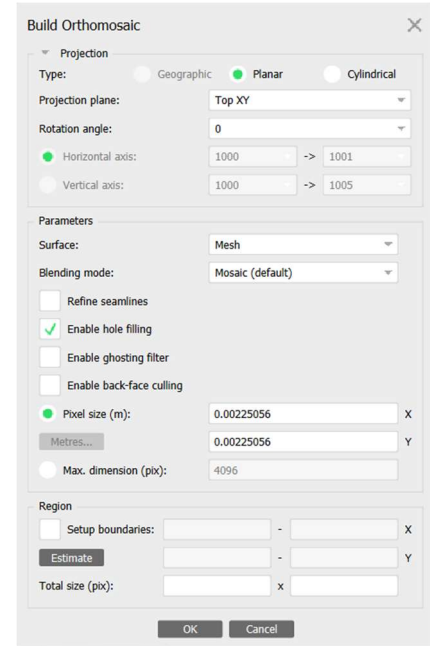 Build Orthomosaic
Projection
Type: Geographic Planar Cylindrical
Projection plane: Top XY
Rotation angle: 0
Horizontal axis: 1000 -> 1001
Vertical axis: 1000 -> 1005
Parameters
Surface: Mesh
Blending mode: Mosaic (default)
Refine seamlines
Enable hole filling
Enable ghosting filter
Enable back-face culling
Pixel size (m): 0.00225056 X
Metres... 0.00225056 Y
Max. dimension (pix): 4096
Region
Setup boundaries: - X
Estimate - Y
Total size (pix): x
OK Cancel